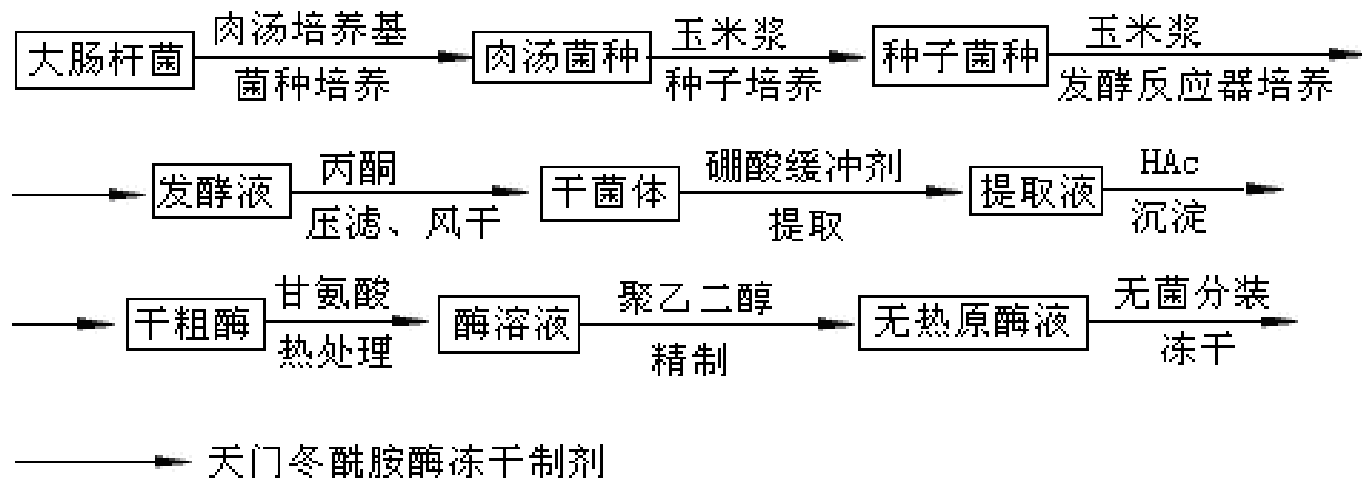 大肠杆菌 肉汤培养基 菌种培养 肉汤菌种 玉米浆 种子培养 种子菌种 玉米浆 发酵反应器培养
发酵液 丙酮 压滤、风干 干菌体 硼酸缓冲剂 提取 提取液 HAc 沉淀
干粗酶 甘氨酸 热处理 酶溶液 聚乙二醇 精制 无热原酶液 无菌分装 冻干
天门冬酰胺酶冻干制剂